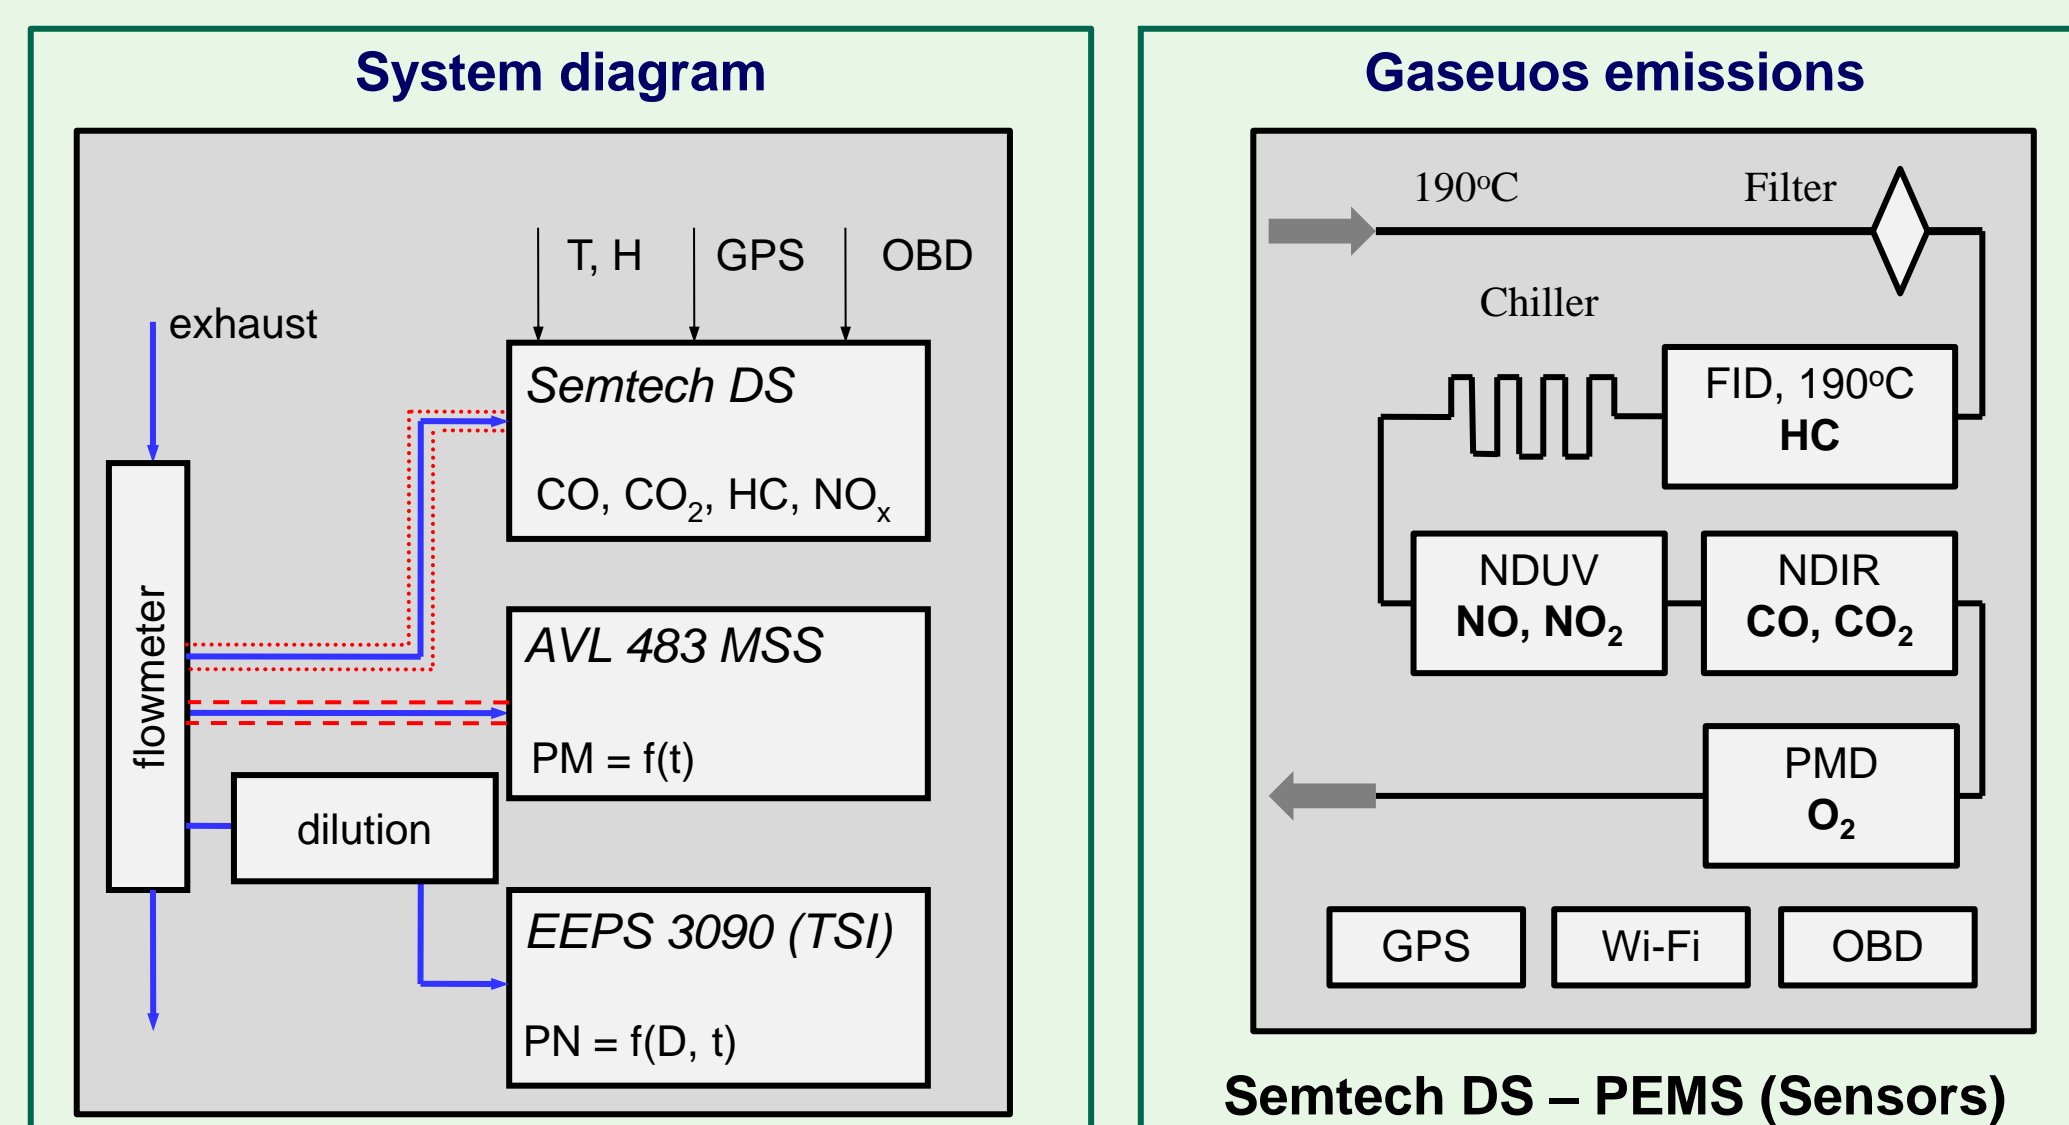 System diagram
T, H
GPS
OBD
exhaust
Semtech DS
CO, CO₂, HC, NOₓ
flowmeter
AVL 483 MSS
PM = f(t)
dilution
EEPS 3090 (TSI)
PN = f(D, t)
Gaseuos emissions
190ºC
Filter
Chiller
FID, 190ºC
HC
NDUV
NO, NO₂
NDIR
CO, CO₂
PMD
O₂
GPS
Wi-Fi
OBD
Semtech DS – PEMS (Sensors)